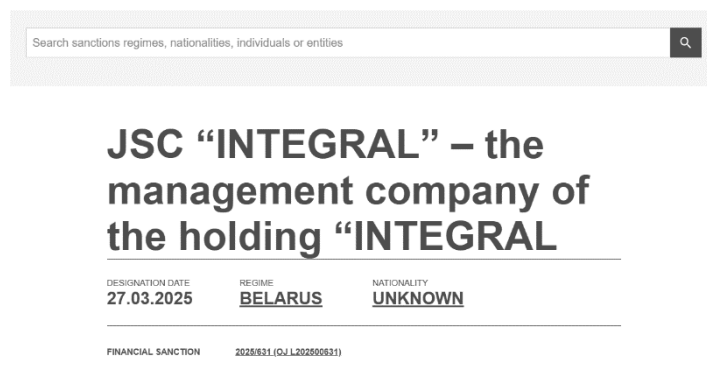 Search sanctions regimes, nationalities, individuals or entities
JSC “INTEGRAL” – the
management company of
the holding “INTEGRAL
DESIGNATION DATE REGIME NATIONALITY
27.03.2025 BELARUS UNKNOWN
FINANCIAL SANCTION 2025/631 (OJ L202500631)